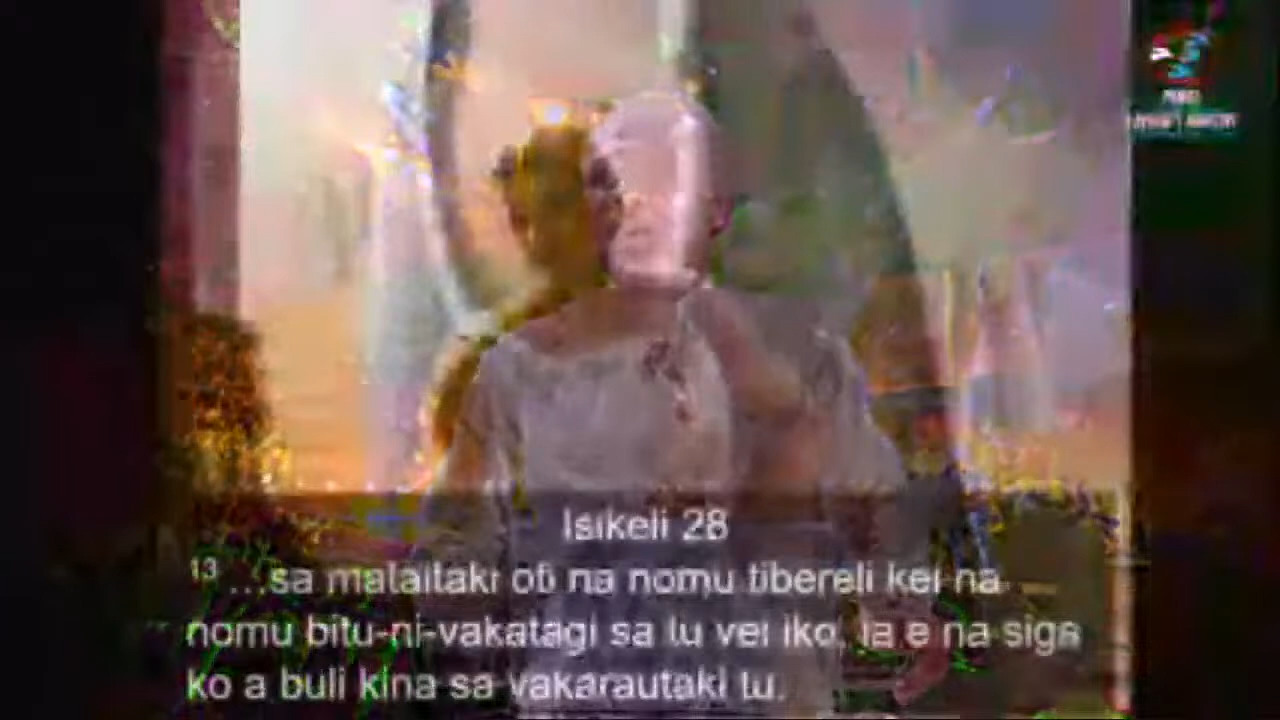 Isikeli 28
13 ...sa mataitaki oti na nomu tibereli kei na
nomu bitu-ni-vakatagi sa tu vei iko, ia e na siga
ko a buli kina sa vakarautaki tu.